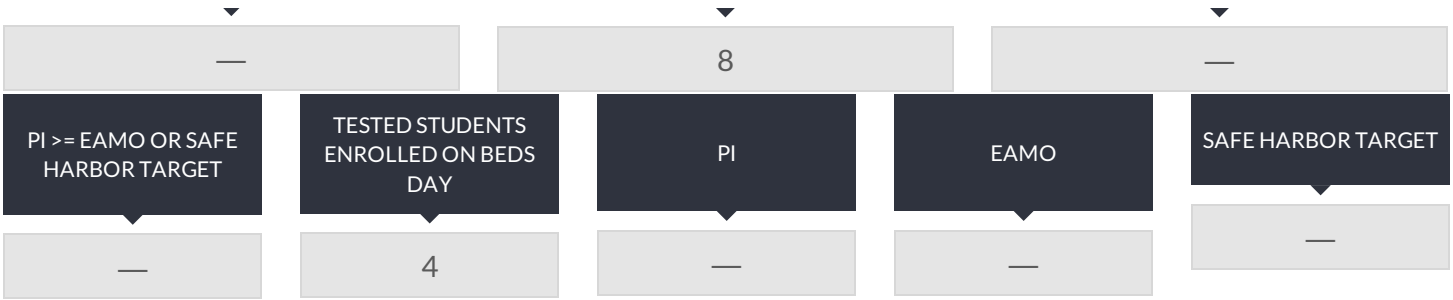 —
8
—
PI >= EAMO OR SAFE
HARBOR TARGET
TESTED STUDENTS
ENROLLED ON BEDS
DAY
PI
EAMO
SAFE HARBOR TARGET
—
4
—
—
—